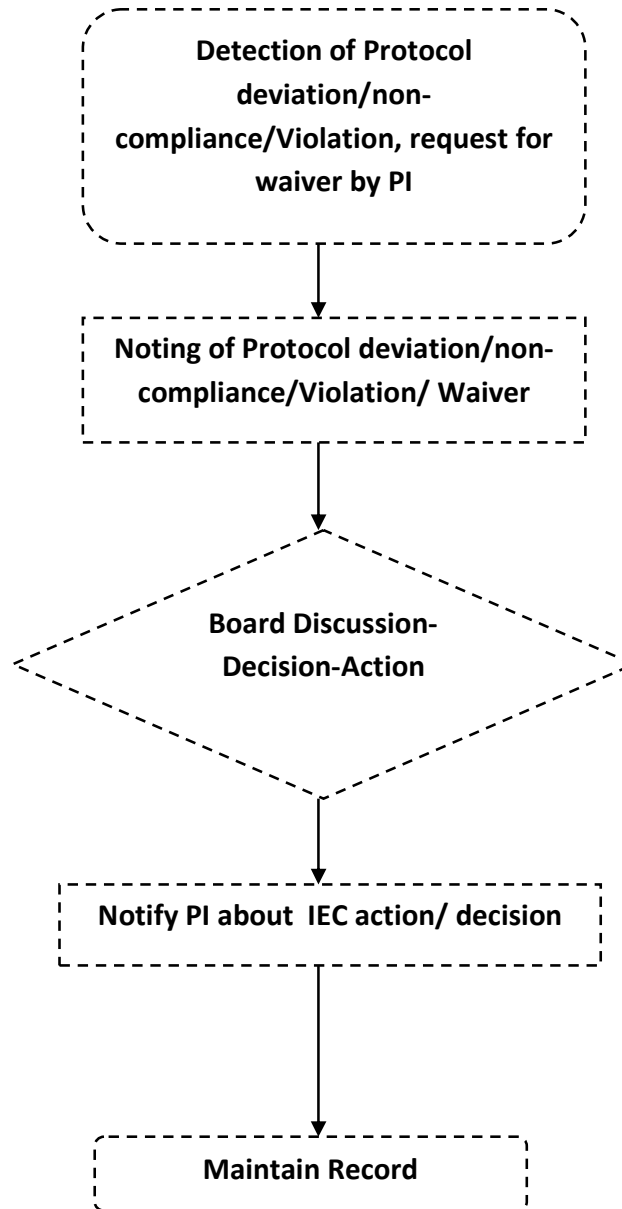 Detection of Protocol
deviation/non-
compliance/Violation, request for
waiver by PI
Noting of Protocol deviation/non-
compliance/Violation/ Waiver
Board Discussion-
Decision-Action
Notify PI about  IEC action/ decision
Maintain Record